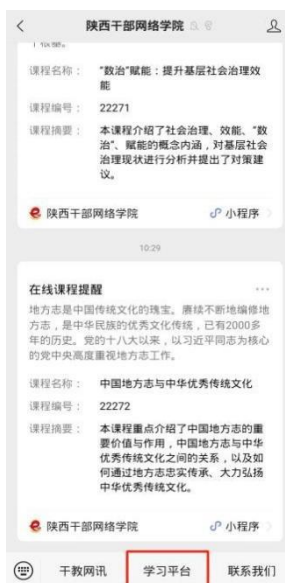 陕西干部网络学院
课程名称：
"数治"赋能：提升基层社会治理效
能
课程编号：
22271
课程摘要：
本课程介绍了社会治理、效能、"数
治"、赋能的概念内涵，对基层社会
治理现状进行分析并提出了对策建
议。
陕西干部网络学院
小程序
10:29
在线课程提醒
地方志是中国传统文化的瑰宝。赓续不断地编修地
方志，是中华民族的优秀文化传统，已有2000多
年的历史。党的十八大以来，以习近平同志为核心
的党中央高度重视地方志工作。
课程名称：
中国地方志与中华优秀传统文化
课程编号：
22272
课程摘要：
本课程重点介绍了中国地方志的重
要价值与作用，中国地方志与中华
优秀传统文化之间的关系，以及如
何通过地方志忠实传承、大力弘扬
中华优秀传统文化。
陕西干部网络学院
小程序
干教网讯
学习平台
联系我们